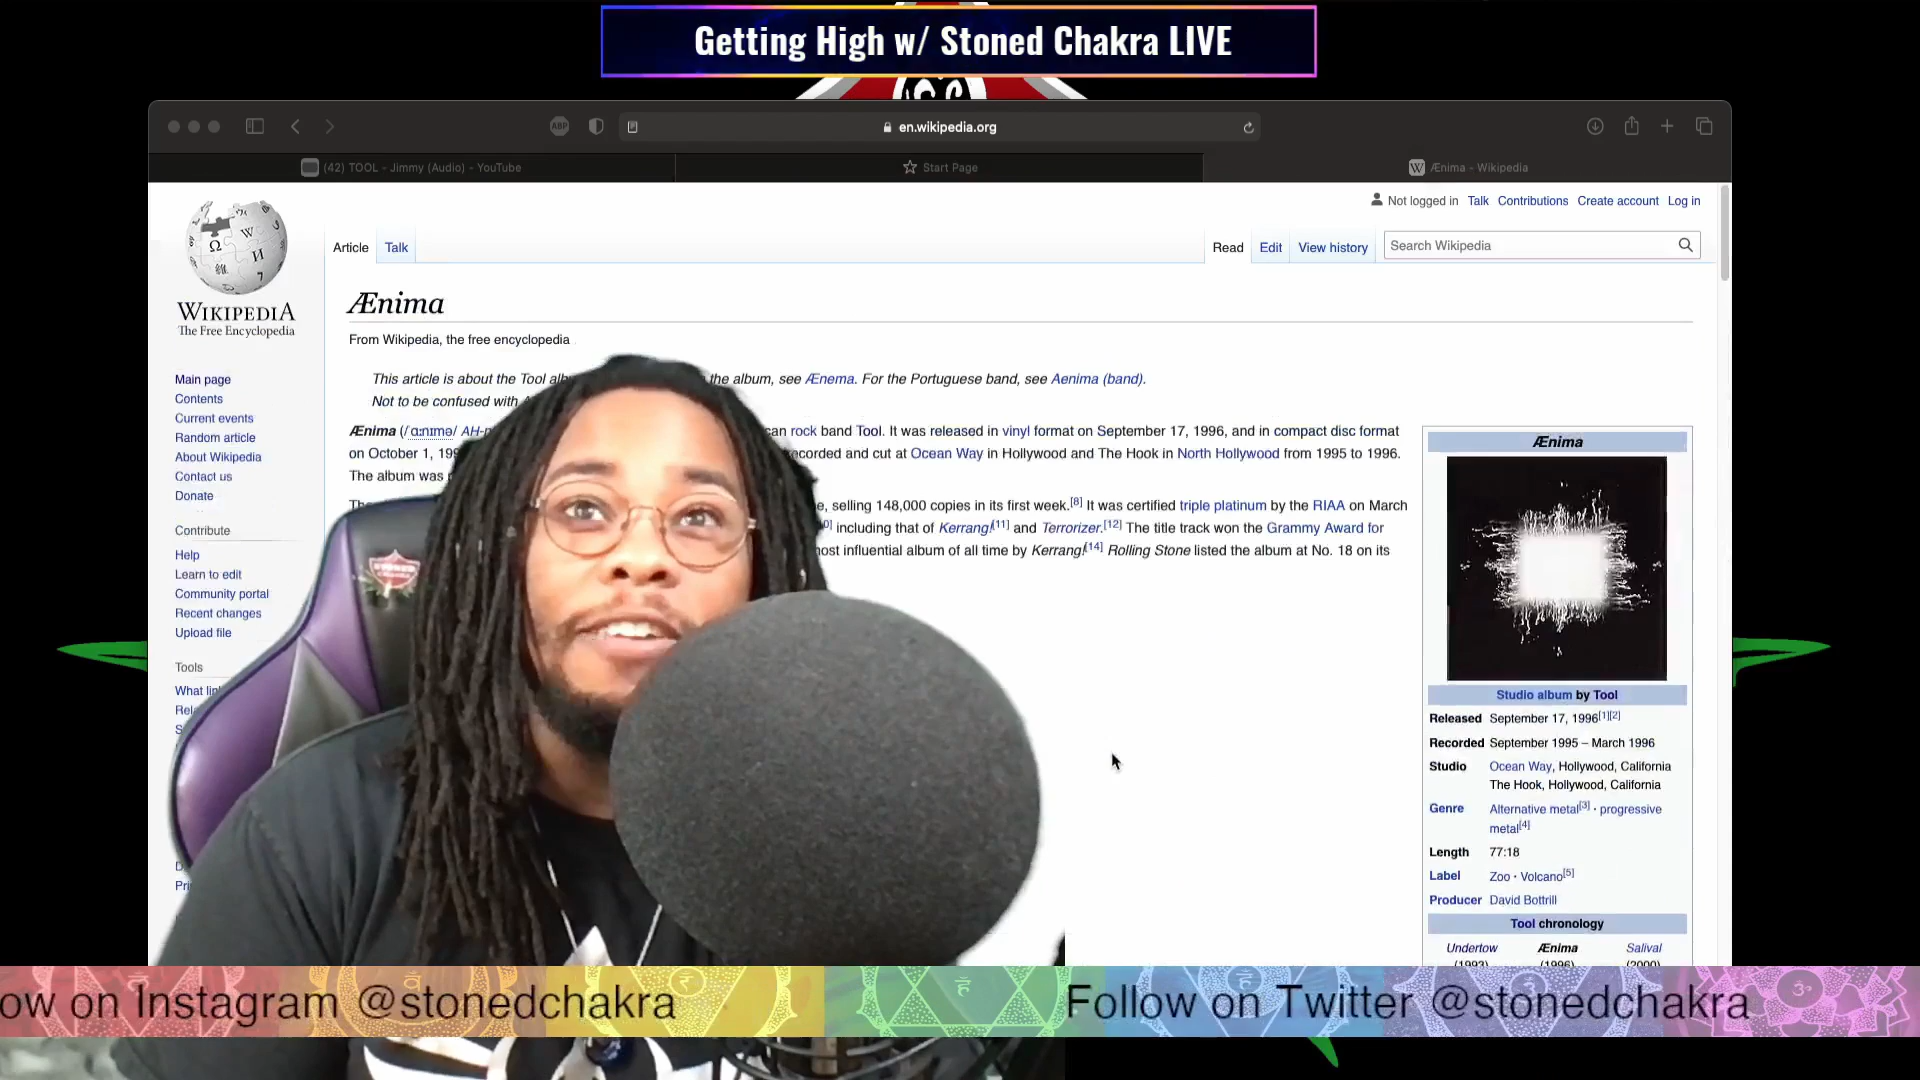 Getting High w/ Stoned Chakra LIVE
ABP
en.wikipedia.org
(42) TOOL - Jimmy (Audio) - YouTube
Start Page
W Ænima - Wikipedia
Not logged in Talk Contributions Create account Log in
Article Talk
Read Edit View history Search Wikipedia
WIKIPEDIA
The Free Encyclopedia
Main page
Contents
Current events
Random article
About Wikipedia
Contact us
Donate
Contribute
Help
Learn to edit
Community portal
Recent changes
Upload file
Tools
What
Ænima
From Wikipedia, the free encyclopedia
This article is about the Tool the album, see Ænema. For the Portuguese band, see Aenima (band).
Not to be confused with
Ænima (/ˈɑːnɪmə/ rock band Tool. It was released in vinyl format on September 17, 1996, and in compact disc format
on October 1, and cut at Ocean Way in Hollywood and The Hook in North Hollywood from 1995 to 1996.
The album was
selling 148,000 copies in its first week.[8] It was certified triple platinum by the RIAA on March
including that of Kerrang![11] and Terrorizer.[12] The title track won the Grammy Award for
influential album of all time by Kerrang![14] Rolling Stone listed the album at No. 18 on its
Ænima
Studio album by Tool
Released September 17, 1996[1][2]
Recorded September 1995 – March 1996
Studio Ocean Way, Hollywood, California
The Hook, Hollywood, California
Genre Alternative metal[3] · progressive
metal[4]
Length 77:18
Label Zoo · Volcano[5]
Producer David Bottrill
Tool chronology
Undertow Ænima Salival
(1993) (1996) (2000)
STONED
ow on Instagram @stonedchakra
Follow on Twitter @stonedchakra